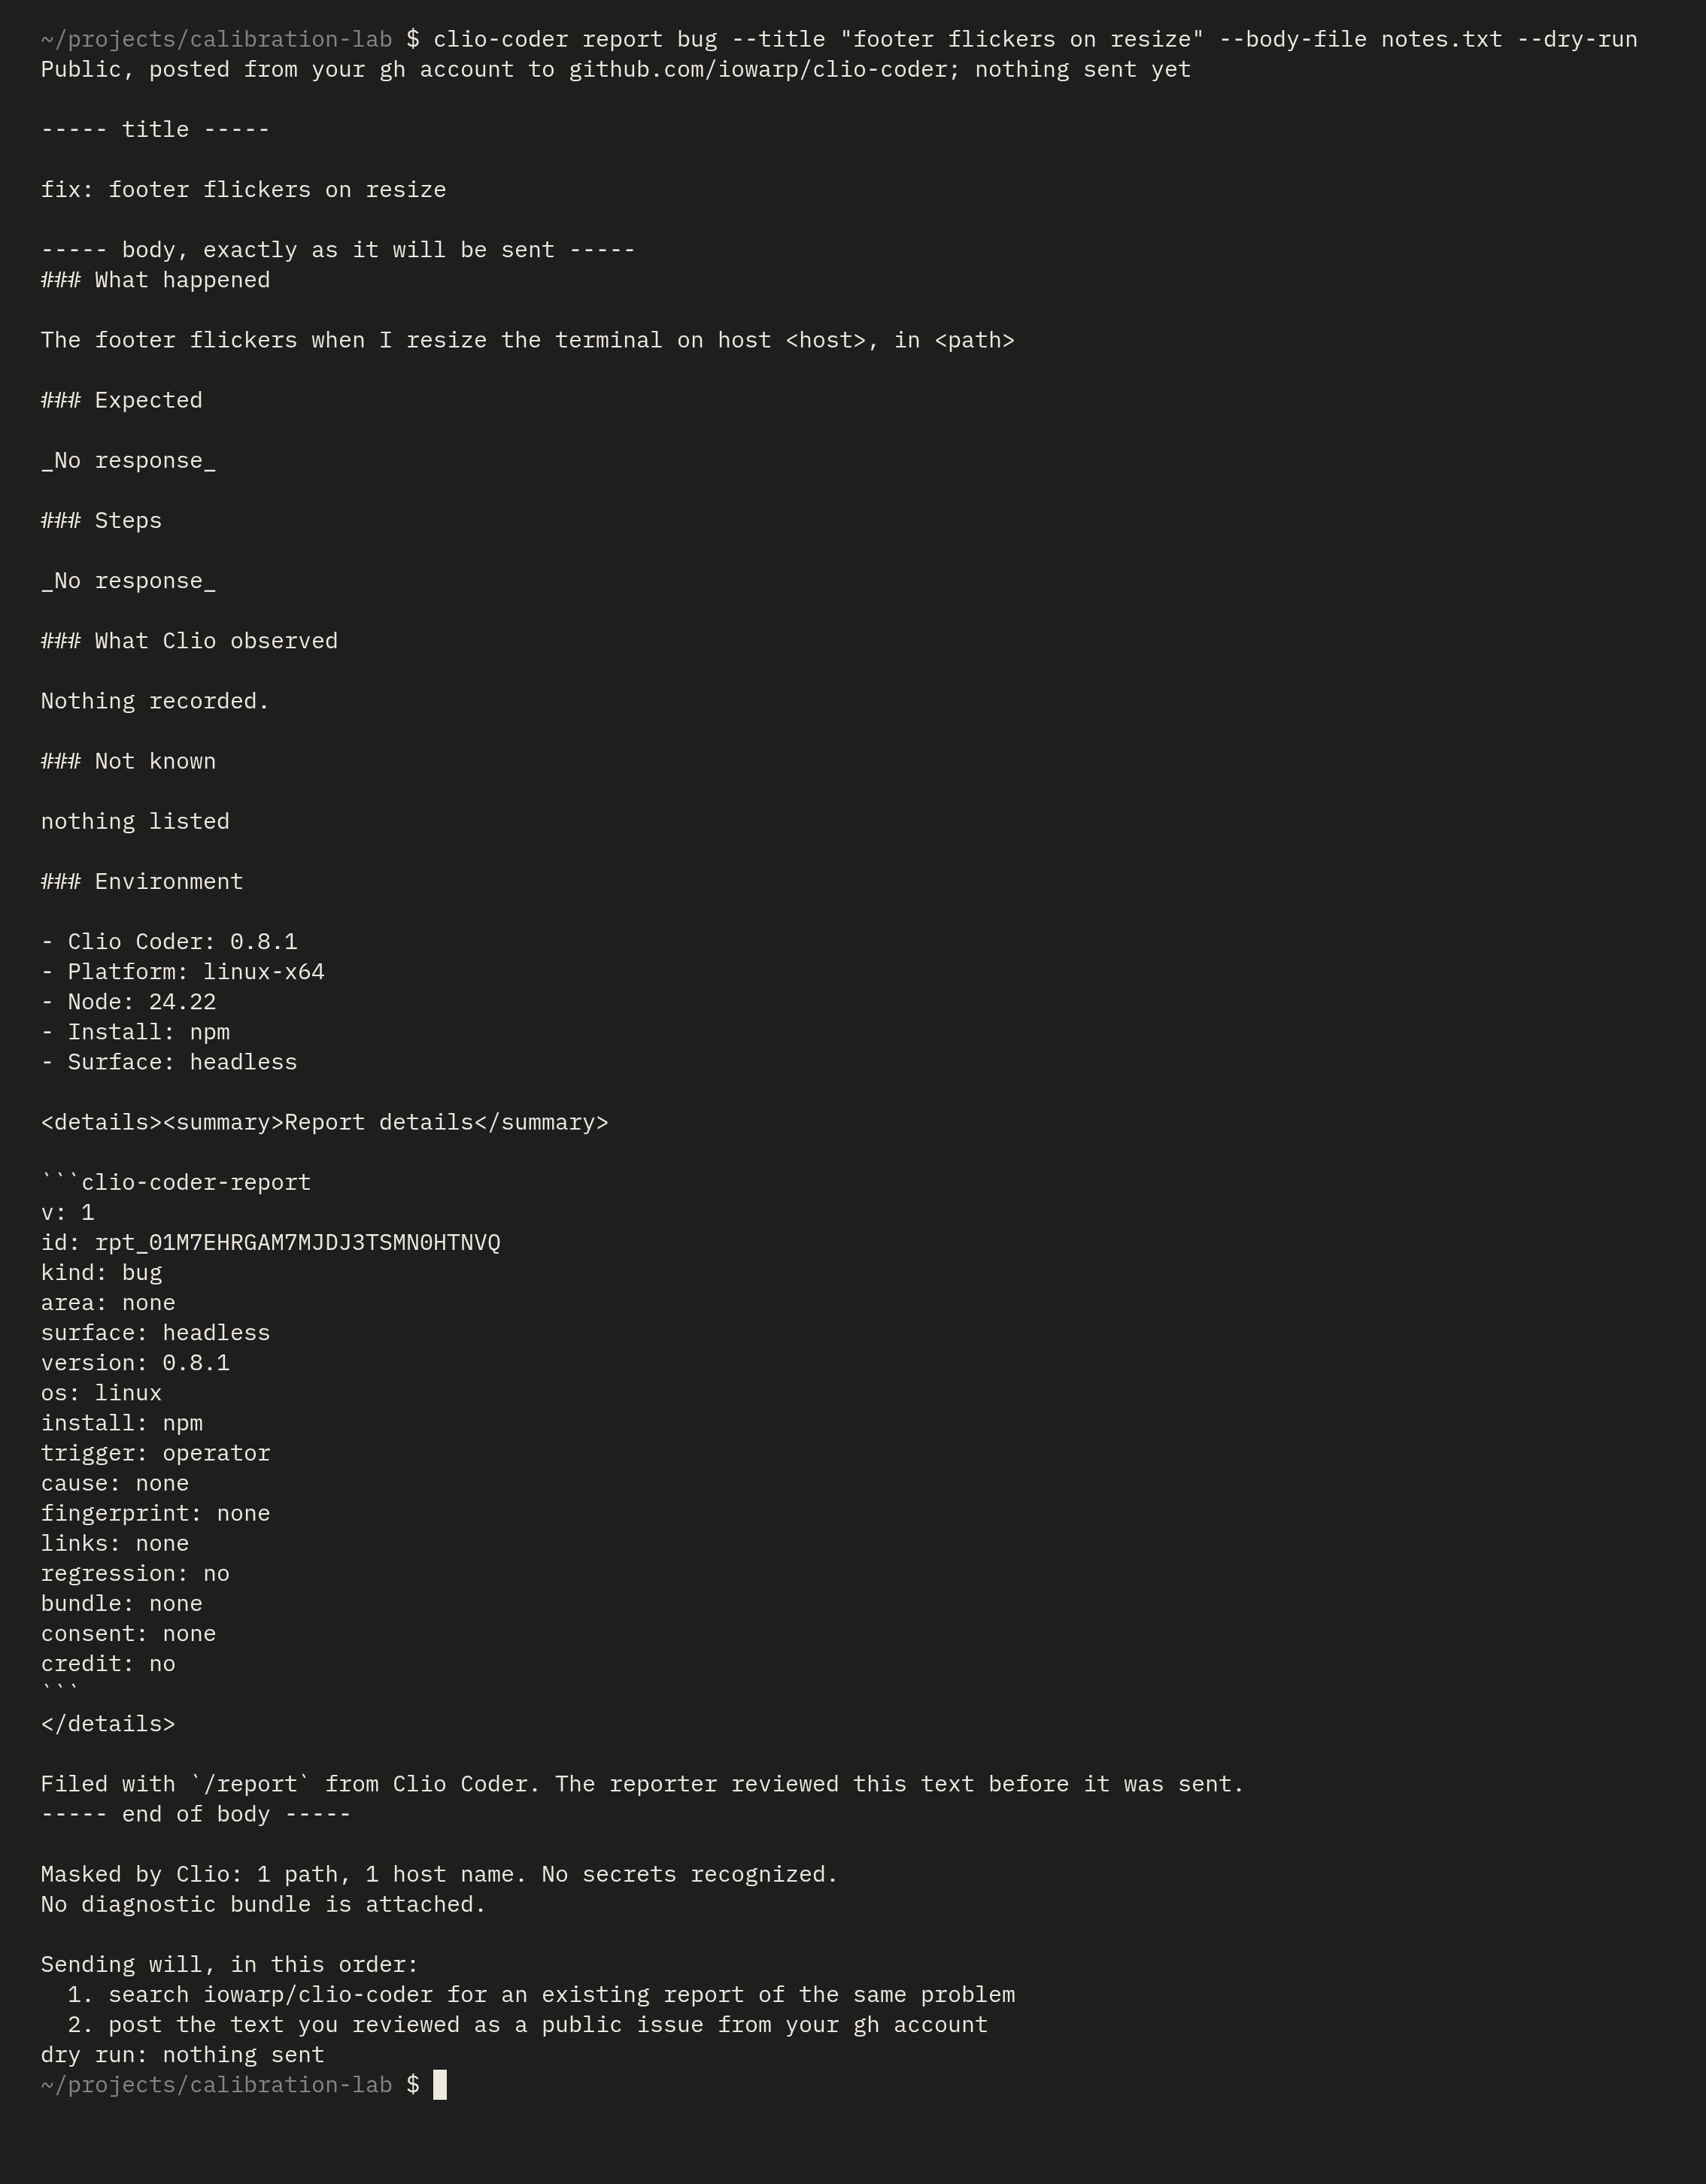 ~/projects/calibration-lab $ clio-coder report bug --title "footer flickers on resize" --body-file notes.txt --dry-run
Public, posted from your gh account to github.com/iowarp/clio-coder; nothing sent yet
----- title -----
fix: footer flickers on resize
----- body, exactly as it will be sent -----
### What happened
The footer flickers when I resize the terminal on host <host>, in <path>
### Expected
_No response_
### Steps
_No response_
### What Clio observed
Nothing recorded.
### Not known
nothing listed
### Environment
- Clio Coder: 0.8.1
- Platform: linux-x64
- Node: 24.22
- Install: npm
- Surface: headless
<details><summary>Report details</summary>
```clio-coder-report
v: 1
id: rpt_01M7EHRGAM7MJDJ3TSMN0HTNVQ
kind: bug
area: none
surface: headless
version: 0.8.1
os: linux
install: npm
trigger: operator
cause: none
fingerprint: none
links: none
regression: no
bundle: none
consent: none
credit: no
```
</details>
Filed with `/report` from Clio Coder. The reporter reviewed this text before it was sent.
----- end of body -----
Masked by Clio: 1 path, 1 host name. No secrets recognized.
No diagnostic bundle is attached.
Sending will, in this order:
  1. search iowarp/clio-coder for an existing report of the same problem
  2. post the text you reviewed as a public issue from your gh account
dry run: nothing sent
~/projects/calibration-lab $